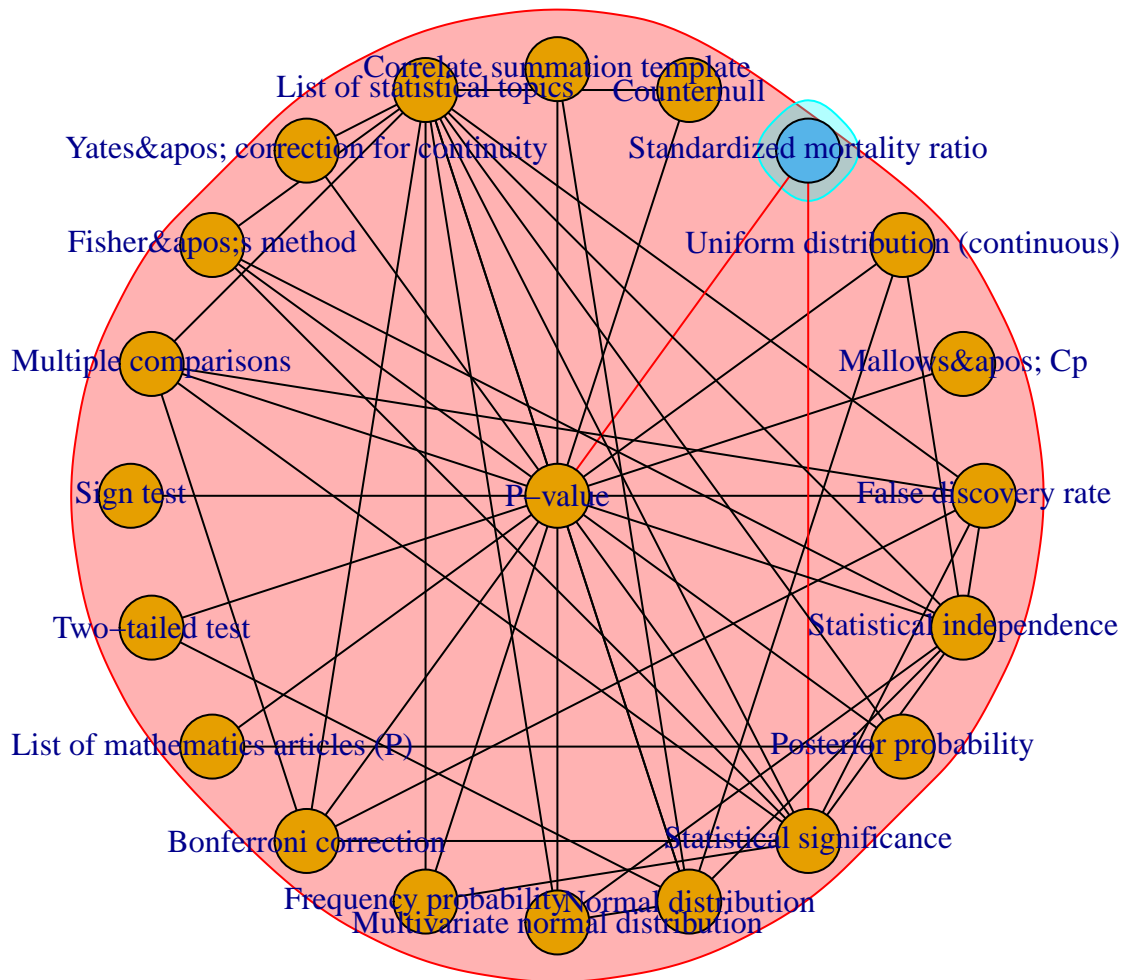 Correlate summation template
List of statistical topics
Counternull
Yates&apos; correction for continuity
Standardized mortality ratio
Fisher&apos;s method
Uniform distribution (continuous)
Multiple comparisons
Mallows&apos; Cp
Sign test
P–value
False discovery rate
Two–tailed test
Statistical independence
List of mathematics articles (P)
Posterior probability
Bonferroni correction
Statistical significance
Frequency probability
Normal distribution
Multivariate normal distribution